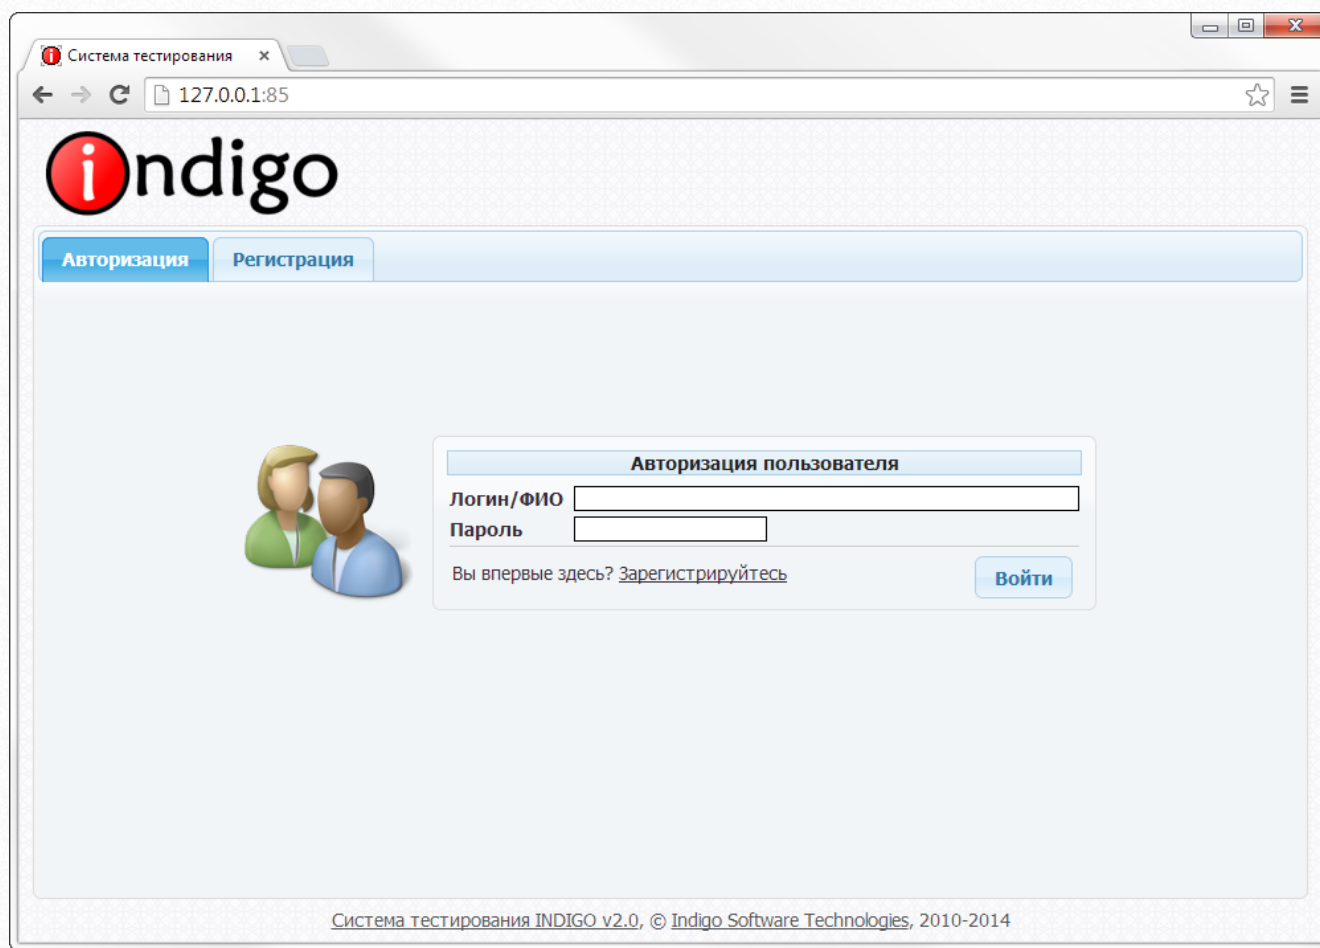 Система тестирования
127.0.0.1:85
indigo
Авторизация Регистрация
Авторизация пользователя
Логин/ФИО
Пароль
Вы впервые здесь? Зарегистрируйтесь
Войти
Система тестирования INDIGO v2.0, © Indigo Software Technologies, 2010-2014